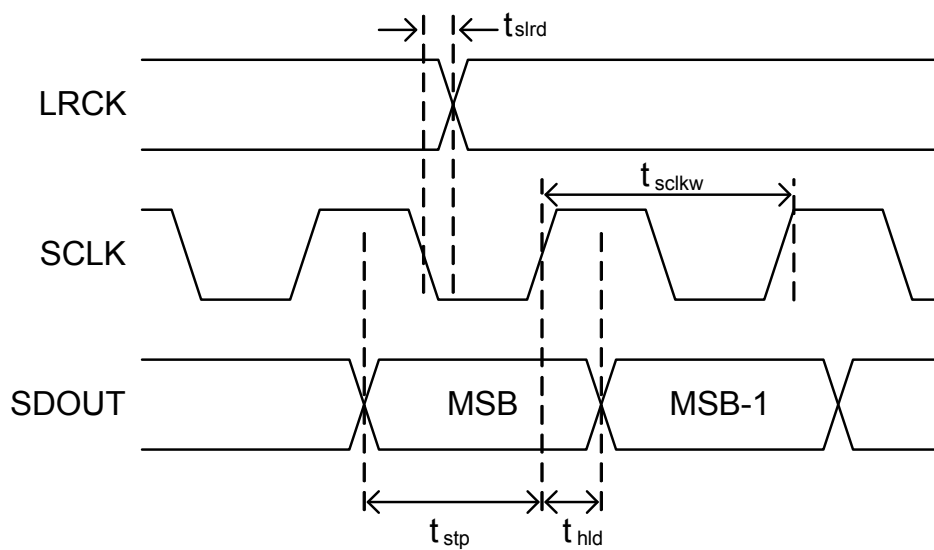 tslrd
LRCK
tsclkw
SCLK
SDOUT MSB MSB-1
tstp thld